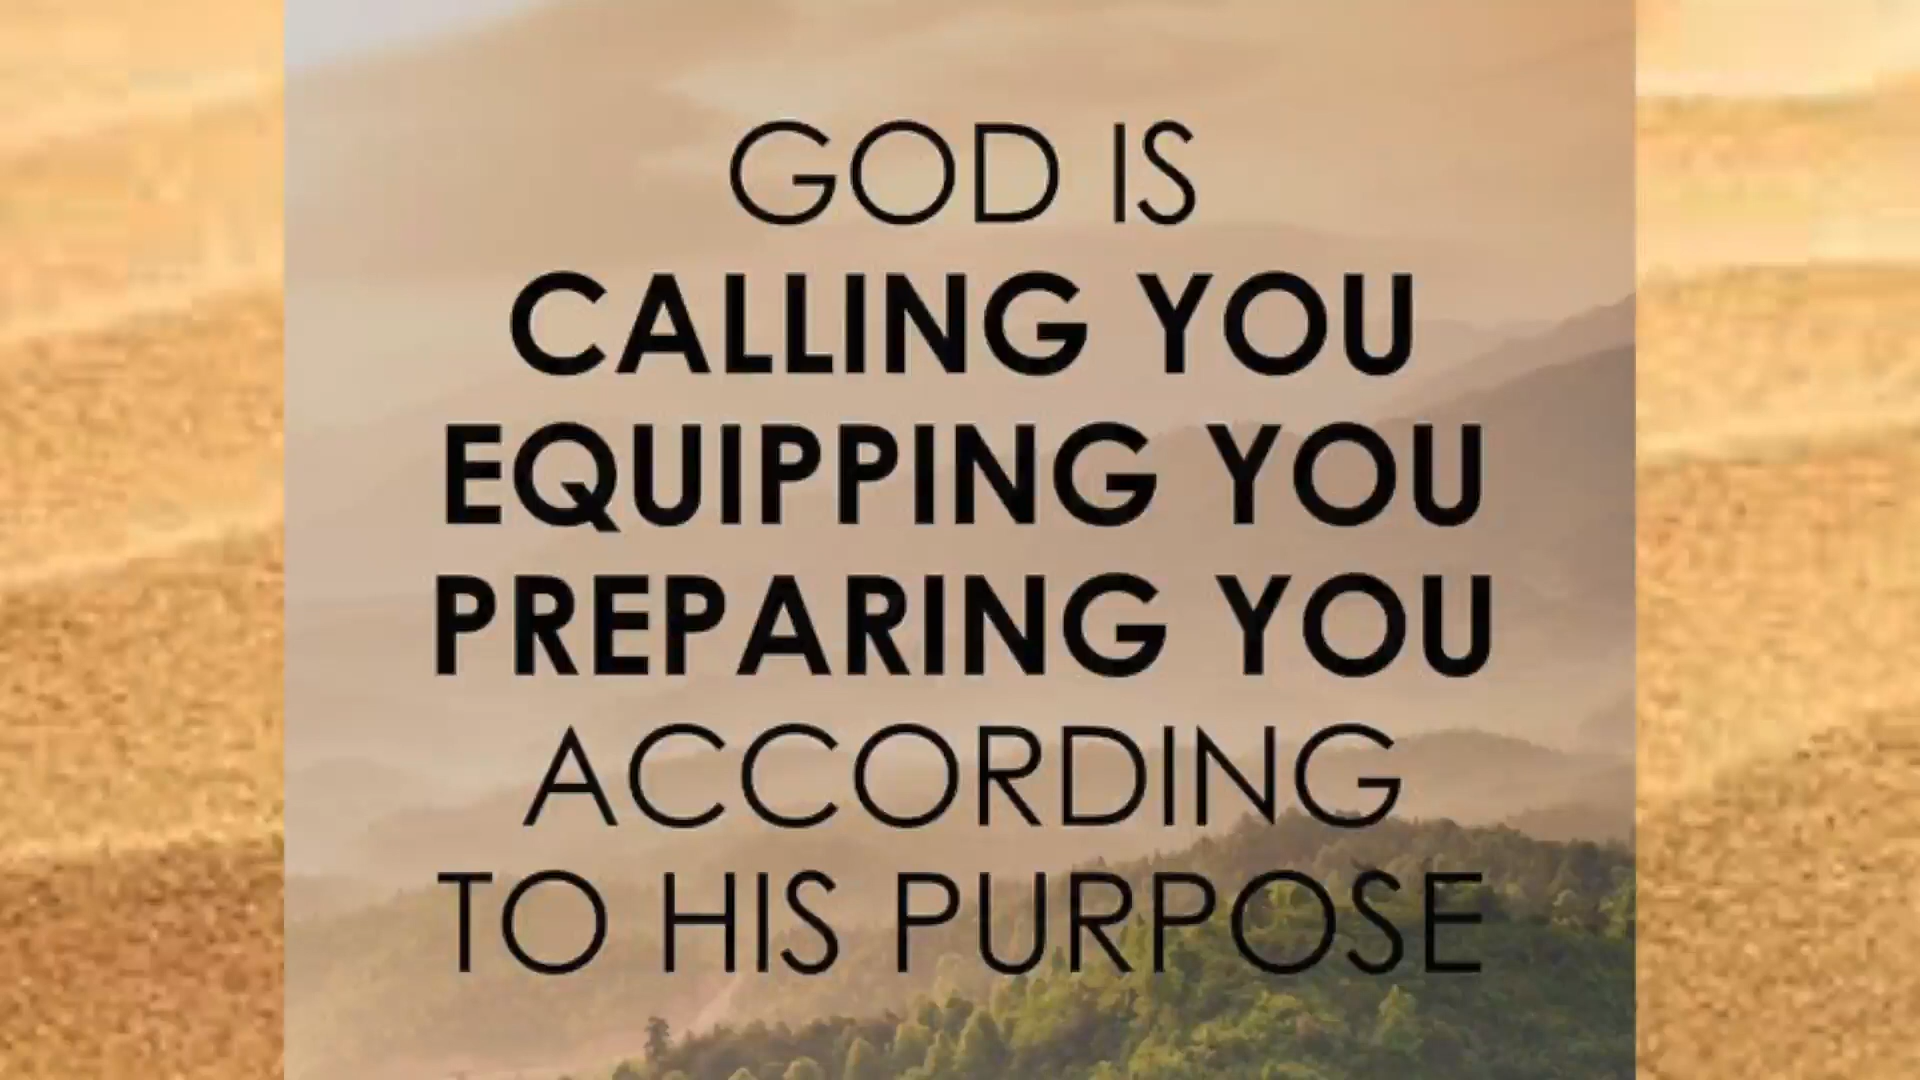 GOD IS
CALLING YOU
EQUIPPING YOU
PREPARING YOU
ACCORDING
TO HIS PURPOSE